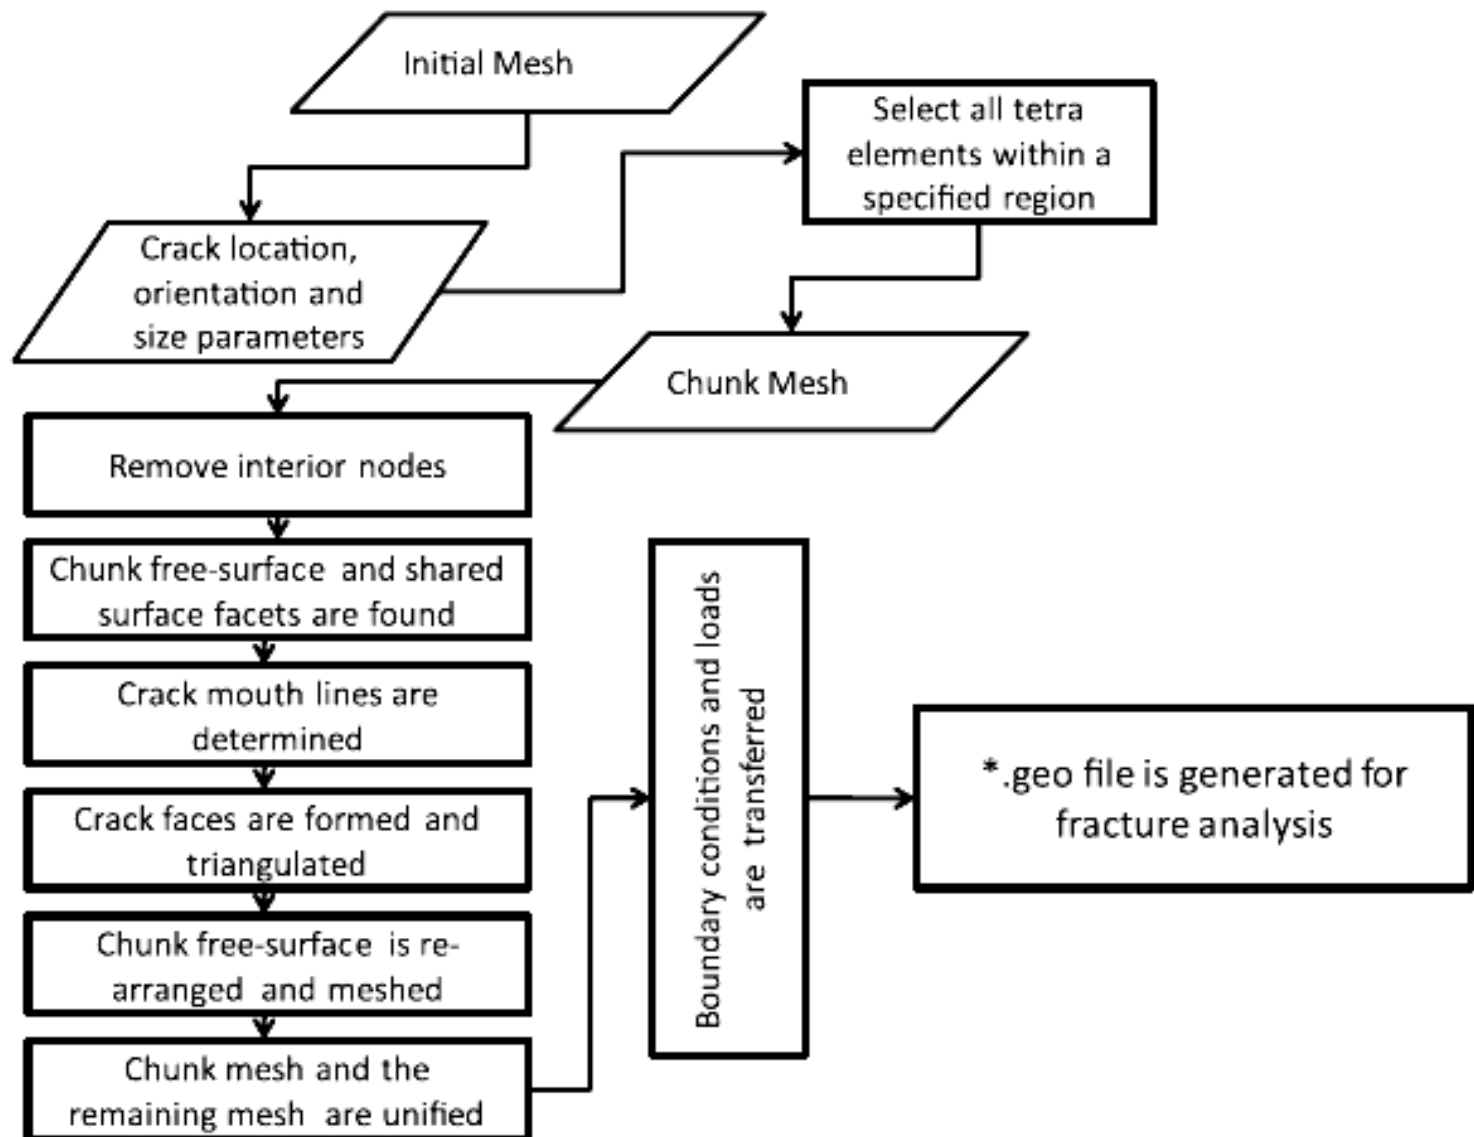 Initial Mesh
Select all tetra
elements within a
specified region
Crack location,
orientation and
size parameters
Chunk Mesh
Remove interior nodes
Chunk free-surface and shared
surface facets are found
Crack mouth lines are
determined
Crack faces are formed and
triangulated
Chunk free-surface is re-
arranged and meshed
Chunk mesh and the
remaining mesh are unified
Boundary conditions and loads
are transferred
*.geo file is generated for
fracture analysis